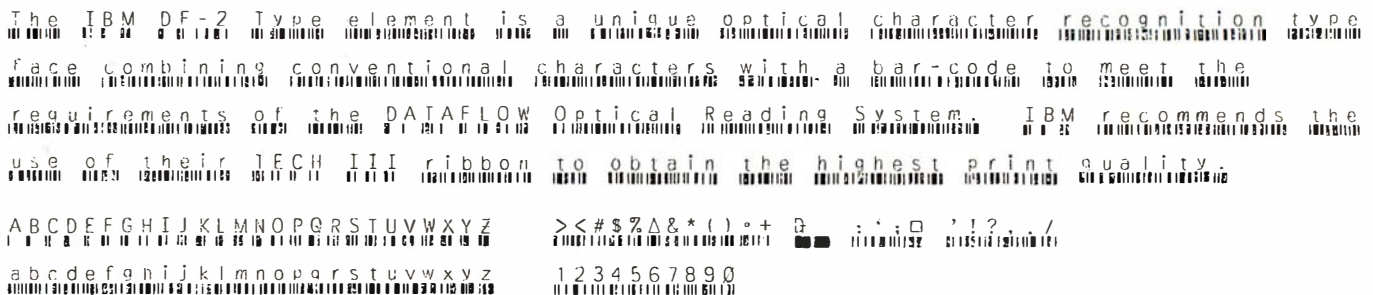 The IBM DF-2 Type element is a unique optical character recognition type
face combining conventional characters with a bar-code to meet the
requirements of the DATAFLOW Optical Reading System. IBM recommends the
use of their TECH III ribbon to obtain the highest print quality.
ABCDEFGHIJKLMNOPQRSTUVWXYZ ><#$%Δ&*()°+ : ' ; □ '!?.,/
abcdefghijklmnopqrstuvwxyz 1234567890